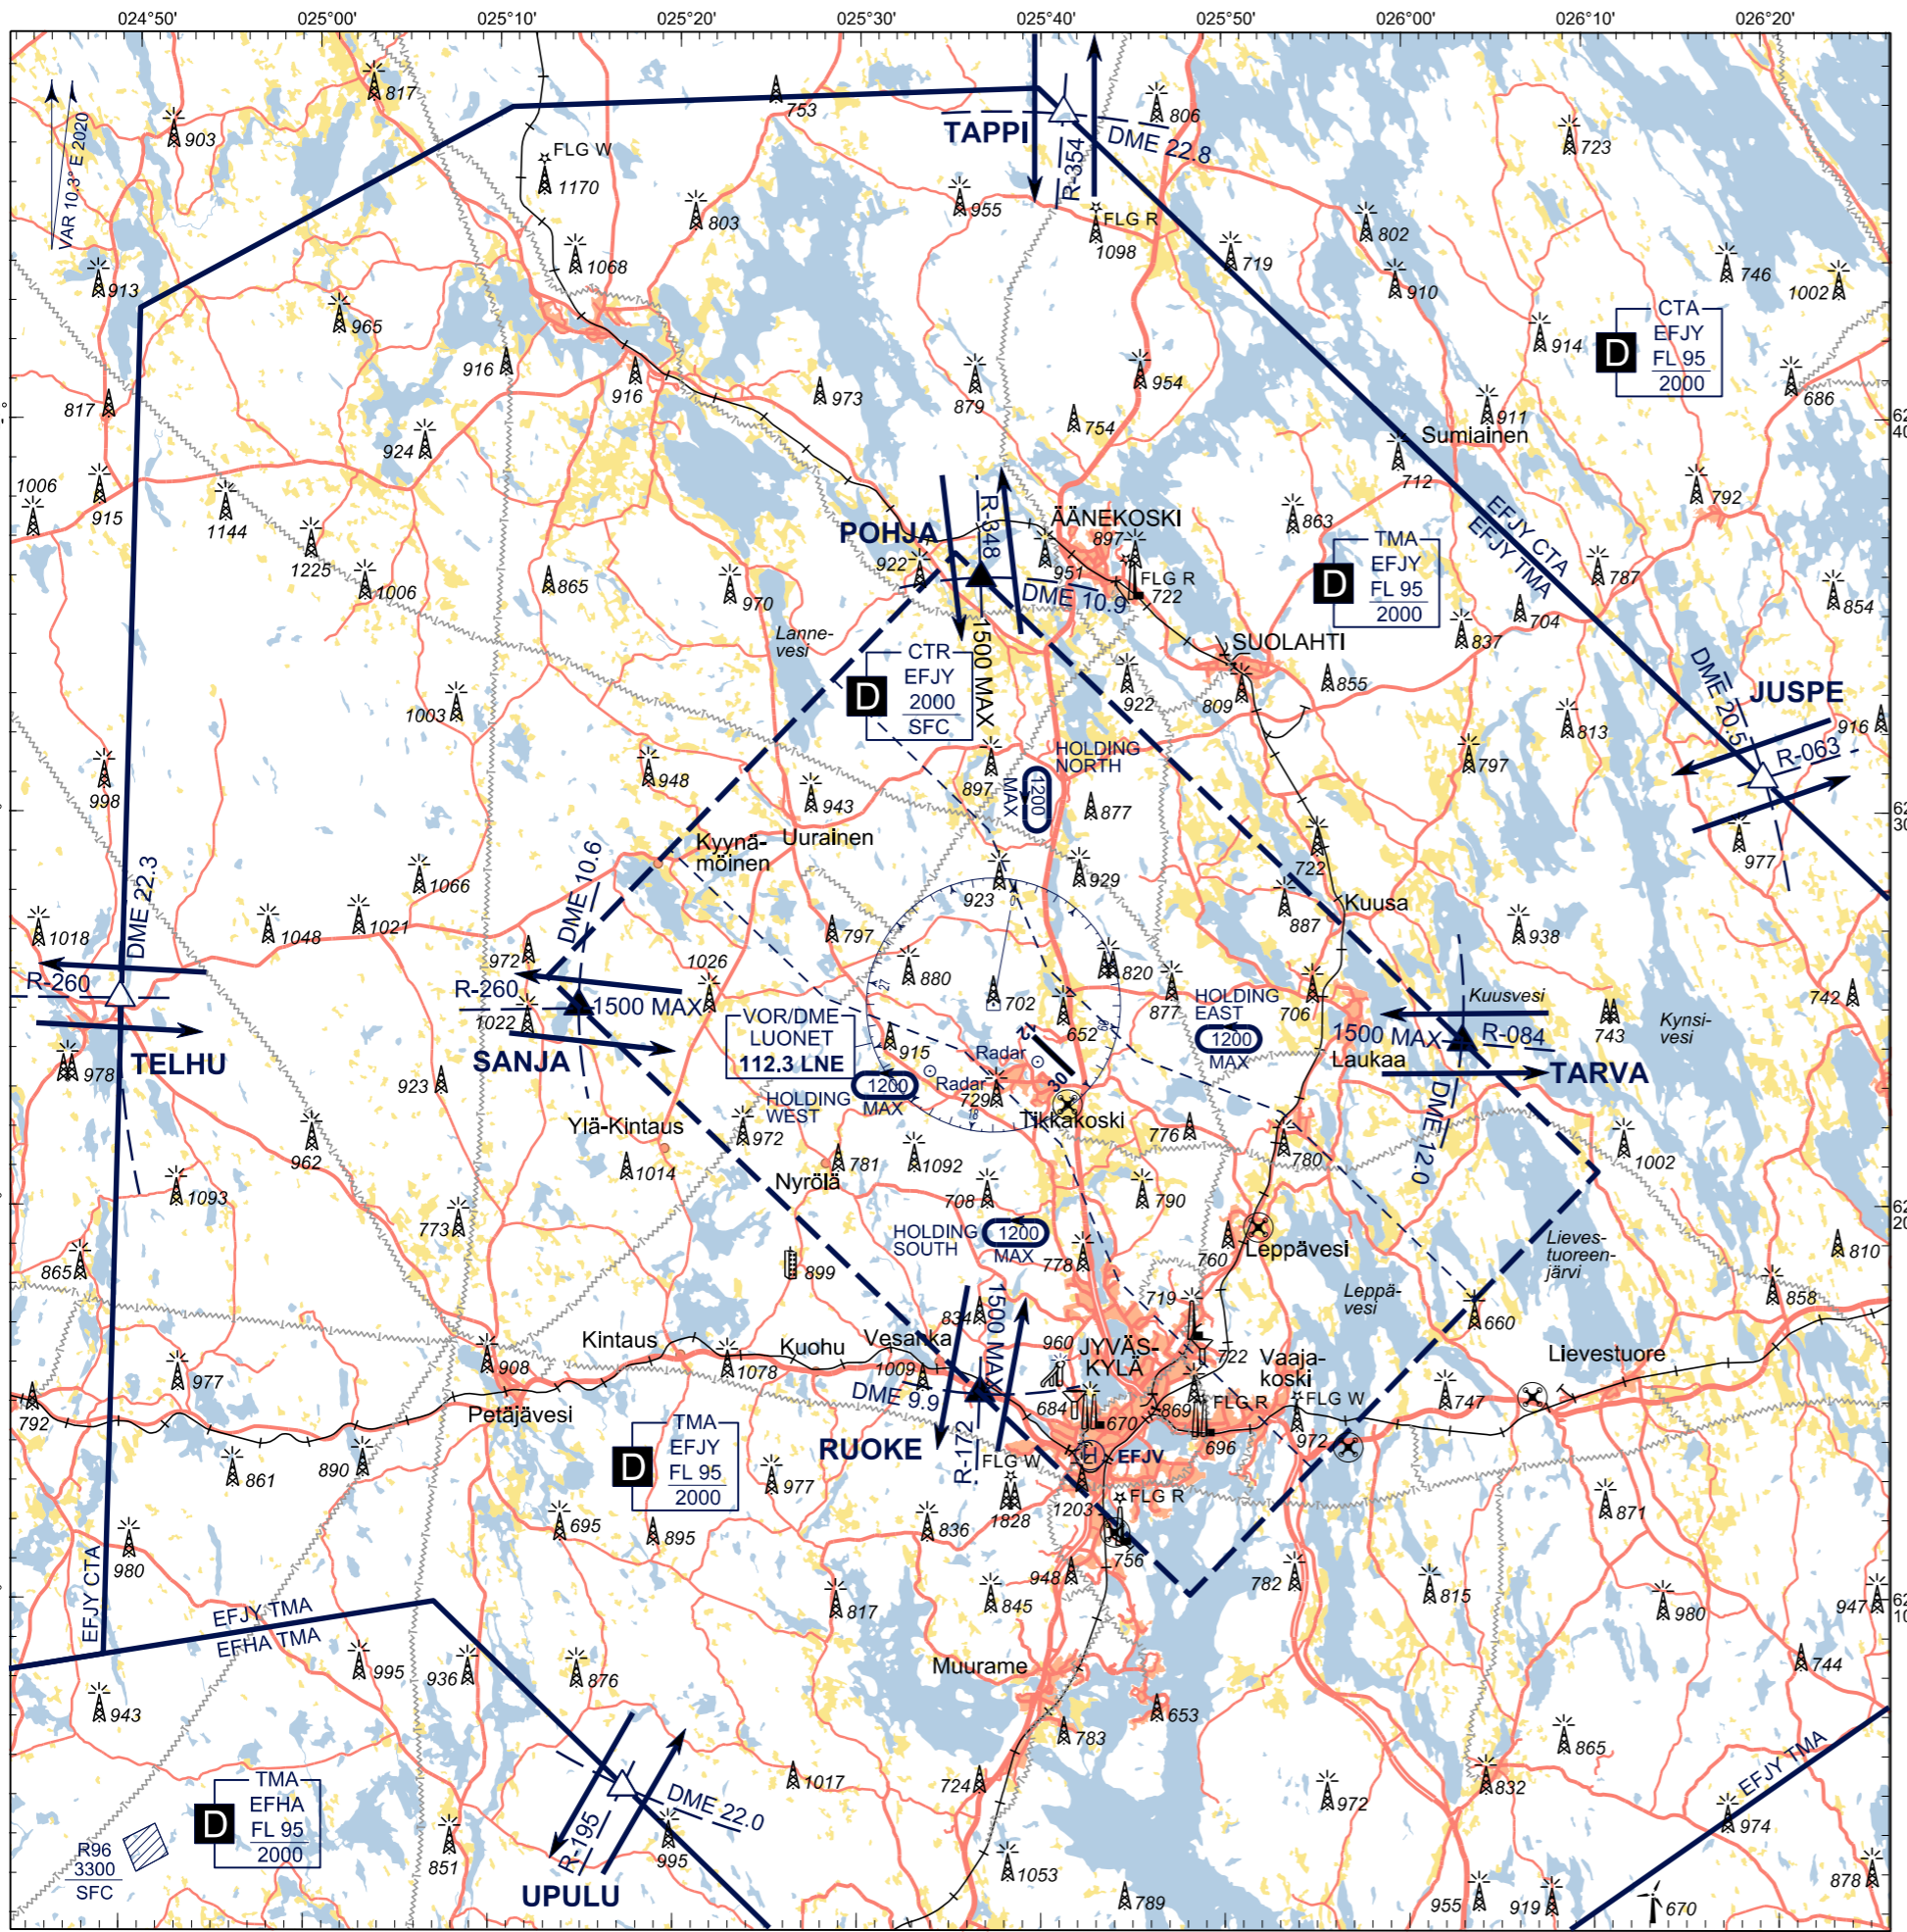 024°50'
025°00'
025°10'
025°20'
025°30'
025°40'
025°50'
026°00'
026°10'
026°20'
VAR 10.3° E 2020
817
903
753
806
TAPPI
DME 22.8
R-354
723
FLG W
1170
803
955
FLG R
1098
802
719
746
913
1068
910
1002
965
CTA
EFJY
D
FL 95
2000
914
916
916
973
879
954
686
817
924
754
911
Sumiainen
62
40
712
1006
915
1144
R-348
792
POHJA
ÄÄNEKOSKI
863
EFJY CTA
EFJY TMA
897
1225
922
951
TMA
EFJY
D
FL 95
2000
787
1006
865
970
DME 10.9
FLG R
722
854
704
Lanne-
vesi
1500 MAX
SUOLAHTI
837
CTR
EFJY
D
2000
SFC
922
809
855
DME 20.5
JUSPE
1003
813
916
R-063
HOLDING
NORTH
1200
MAX
998
948
943
897
877
797
62
30
Kyynä-
möinen
Uurainen
722
977
DME 22.3
1066
DME 10.6
923
929
887
Kuusa
1018
1048
1021
797
938
972
1026
880
820
R-260
R-260
1500 MAX
702
877
HOLDING
EAST
1200
MAX
706
Kuusvesi
742
1022
VOR/DME
LUONET
112.3 LNE
652
743
Kynsi-
vesi
1500 MAX
R-084
TELHU
SANJA
915
12
30
Radar
Laukaa
TARVA
978
923
HOLDING
WEST
1200
MAX
Radar
729
Tikkakoski
DME 12.0
962
Ylä-Kintaus
972
776
780
1002
1014
781
1092
1093
Nyrölä
708
790
62
20
773
HOLDING
SOUTH
1200
MAX
760
Leppävesi
Lieves-
tuoreen-
järvi
810
865
899
778
Leppä-
vesi
858
834
1500 MAX
719
660
Kintaus
Kuohu
Vesanka
960
JYVÄS-
KYLÄ
722
Vaaja-
koski
Lievestuore
908
1078
1009
977
DME 9.9
792
684
670
869
FLG R
FLG W
747
Petäjävesi
TMA
EFJY
D
FL 95
2000
RUOKE
R-172
972
696
EFJV
861
890
977
FLG W
1203
FLG R
871
695
895
836
1828
756
980
948
782
815
EFJY CTA
EFJY TMA
EFHA TMA
817
845
980
947
62
10
995
936
876
Muurame
744
943
783
653
865
EFJY TMA
TMA
EFHA
D
FL 95
2000
1017
724
832
DME 22.0
972
974
R96
3300
SFC
851
R-195
995
1053
878
UPULU
789
955
919
670